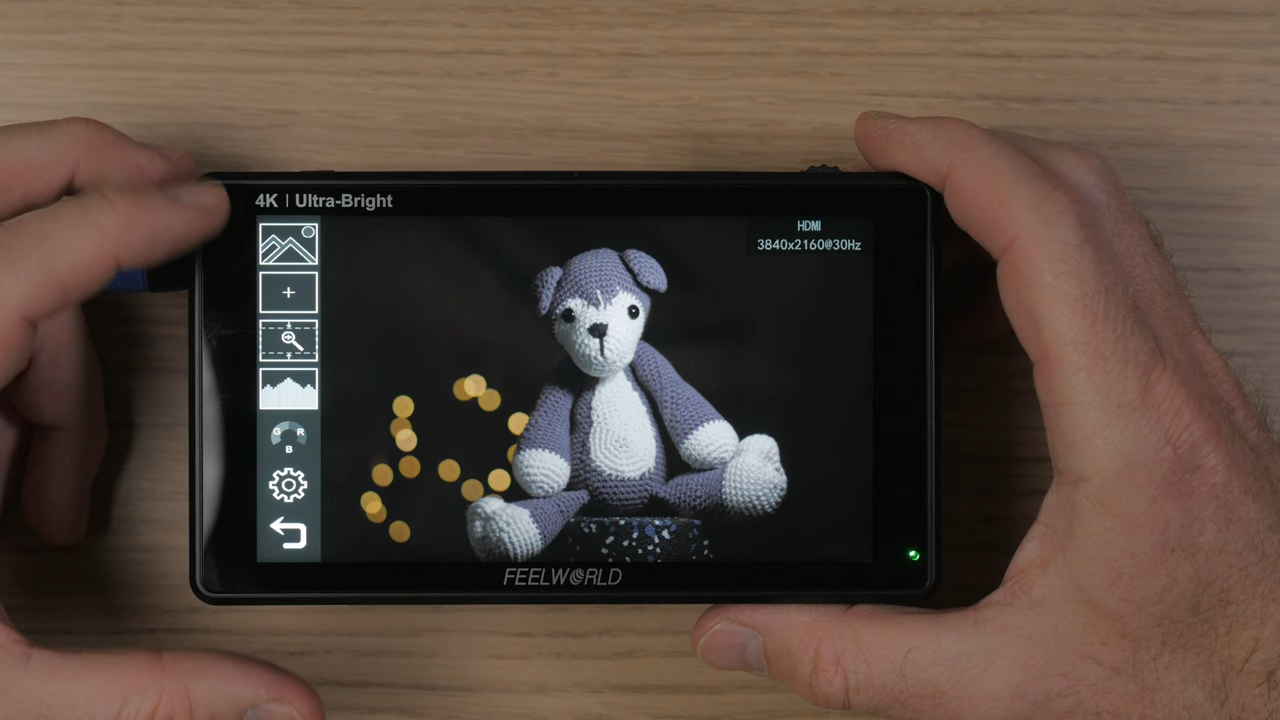 4K | Ultra-Bright
HDMI
3840x2160@30Hz
G R
B
FEELWORLD